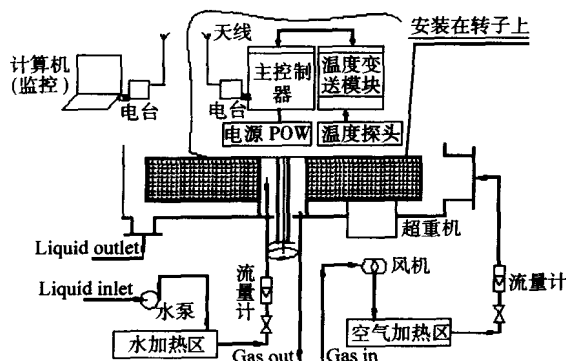 天线
安装在转子上
计算机
(监控)
电台
电台
主控制
器
温度变
送模块
电源 POW
温度探头
超重机
Liquid outlet
Liquid inlet
水泵
流量
计
风机
流量计
水加热区
空气加热区
Gas out
Gas in